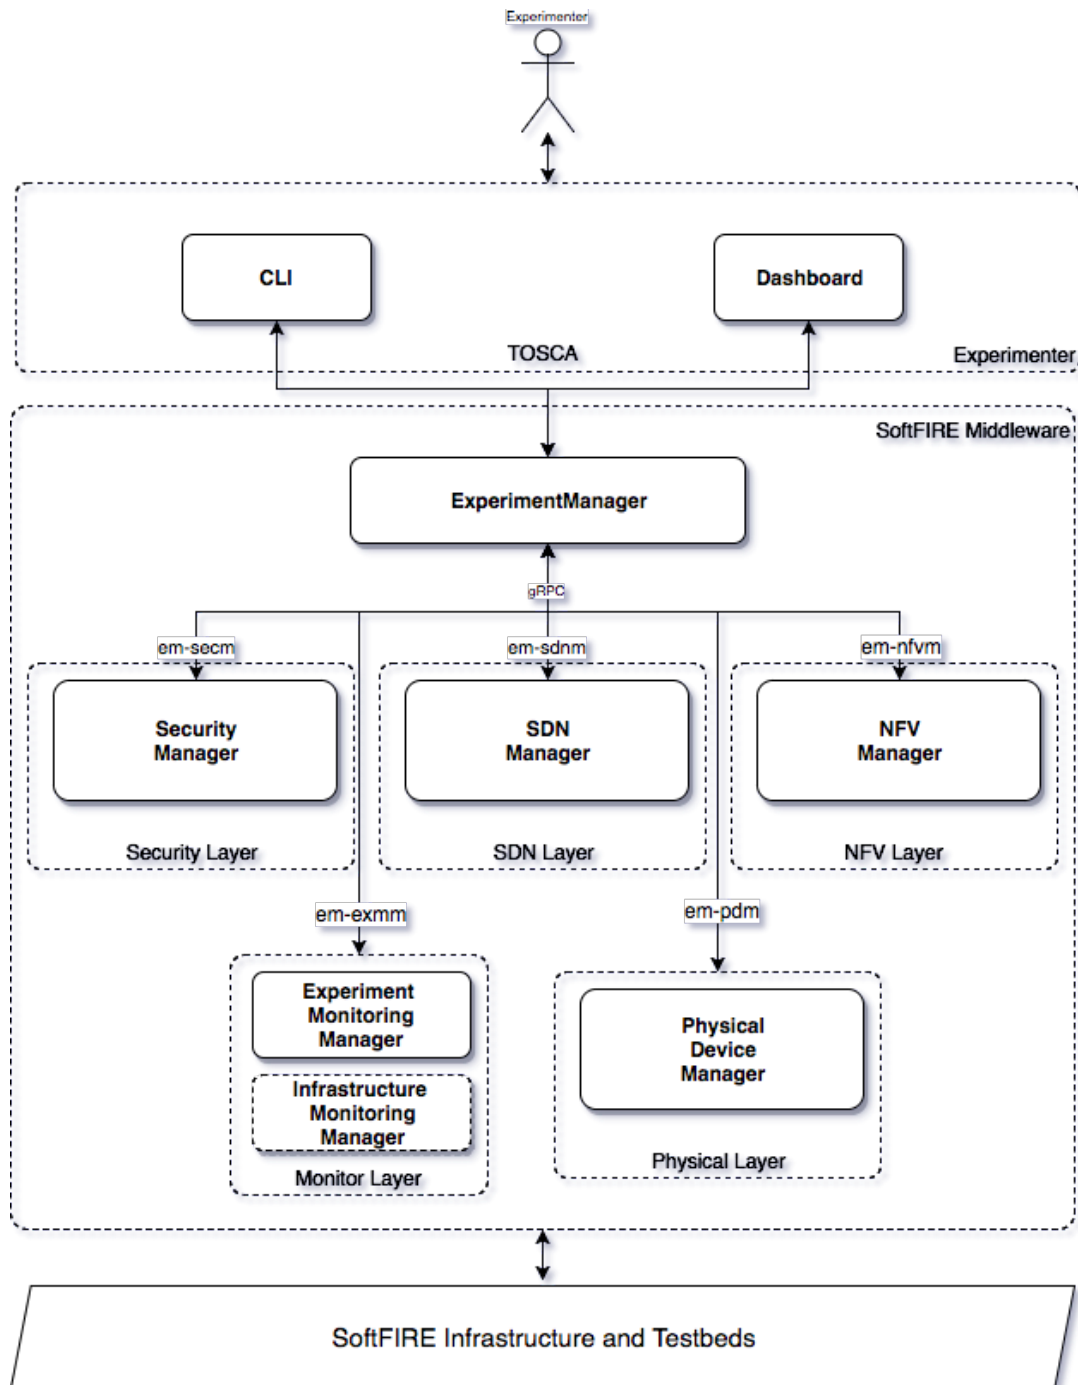 Experimenter
CLI
Dashboard
TOSCA
Experimenter
SoftFIRE Middleware
ExperimentManager
gRPC
em-secm
em-sdnm
em-nfvm
Security
Manager
SDN
Manager
NFV
Manager
Security Layer
SDN Layer
NFV Layer
em-exmm
em-pdm
Experiment
Monitoring
Manager
Infrastructure
Monitoring
Manager
Monitor Layer
Physical
Device
Manager
Physical Layer
SoftFIRE Infrastructure and Testbeds